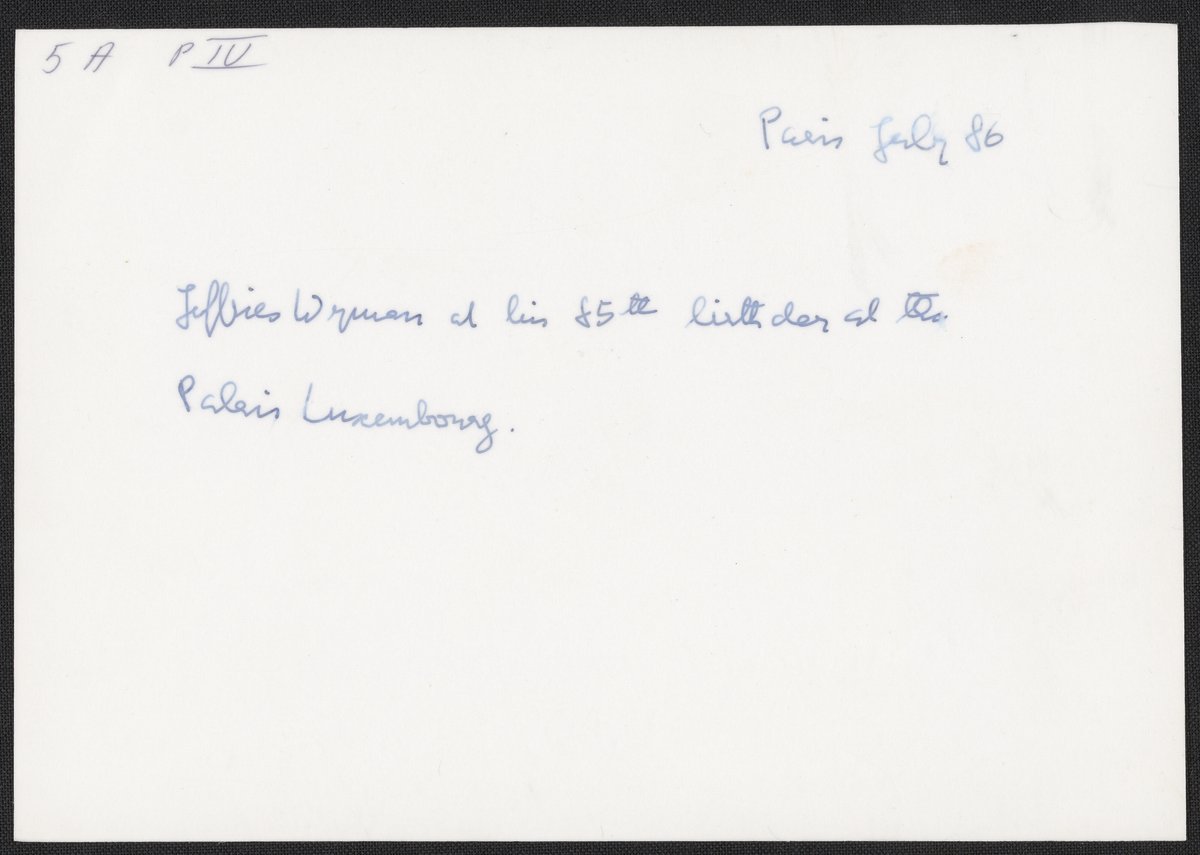 5 A P IV
Paris July 86
Jeffries Wyman at his 85th birthday at the
Palais Luxembourg.